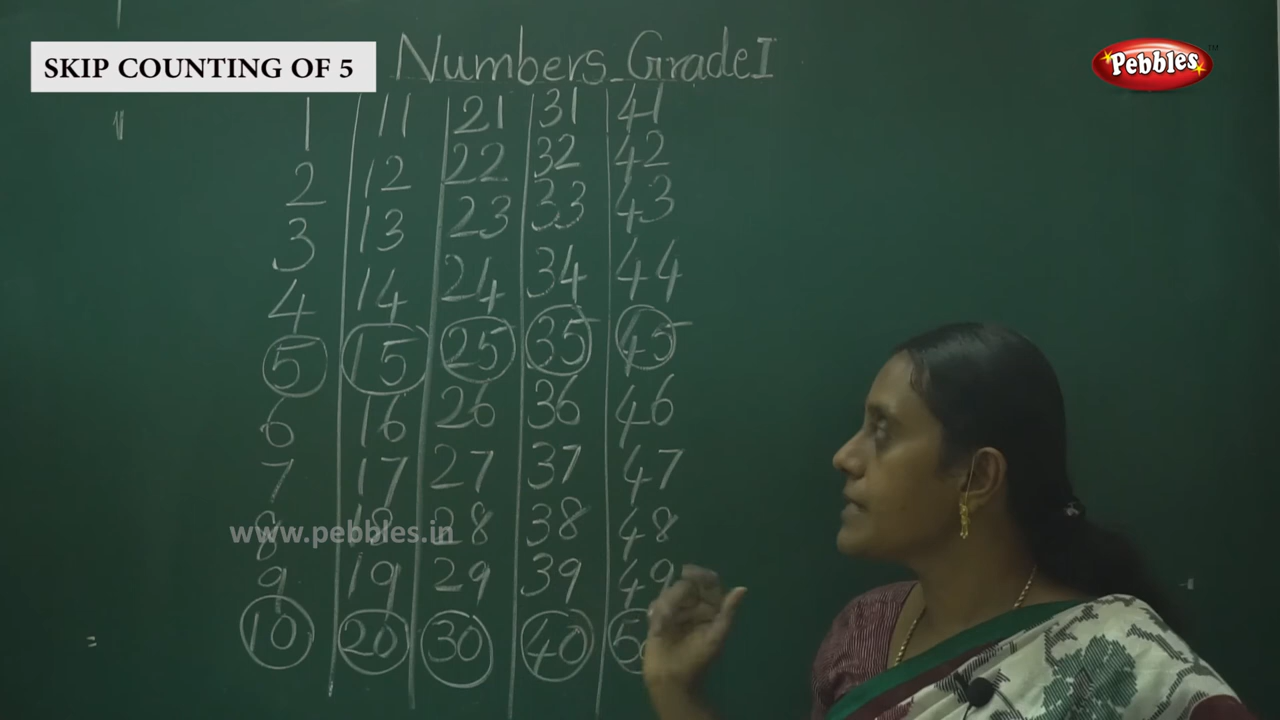 SKIP COUNTING OF 5
Numbers Grade I
Pebbles™
1 11 21 31 41
2 12 22 32 42
3 13 23 33 43
4 14 24 34 44
5 15 25 35 45
6 16 26 36 46
7 17 27 37 47
8 18 28 38 48
www.pebbles.in
9 19 29 39 49
10 20 30 40